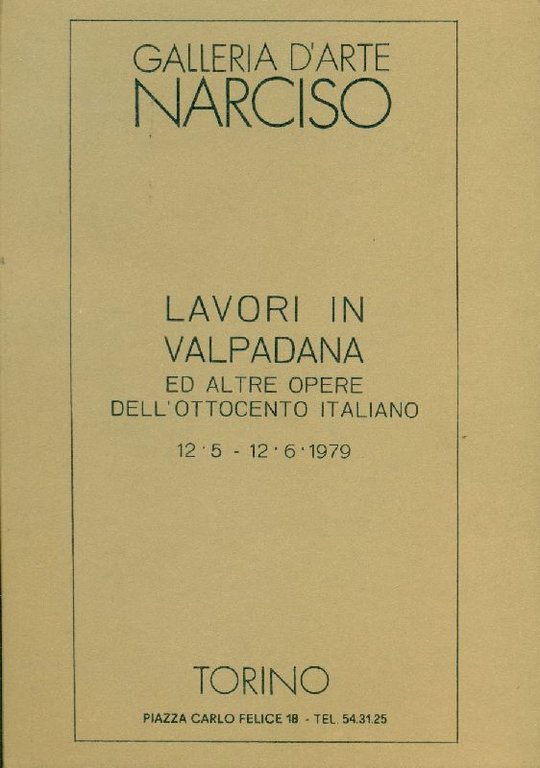 GALLERIA D'ARTE
NARCISO
LAVORI IN
VALPADANA
ED ALTRE OPERE
DELL'OTTOCENTO ITALIANO
12·5 - 12·6·1979
TORINO
PIAZZA CARLO FELICE 18 - TEL. 54.31.25